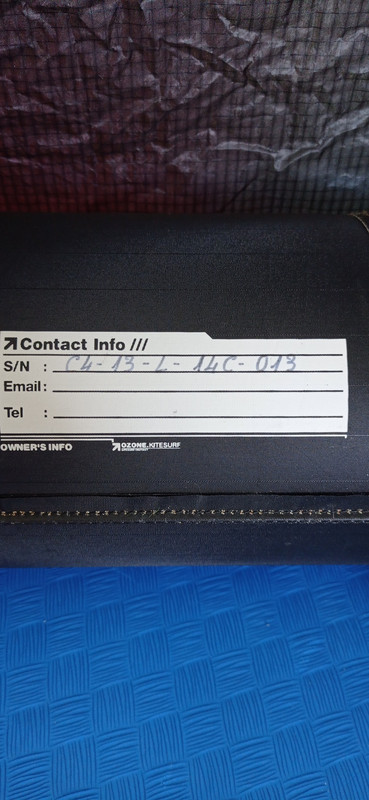 Contact Info ///
S/N : C4-13-L-14C-013
Email:
Tel :
OWNER'S INFO
OZONE.KITESURF